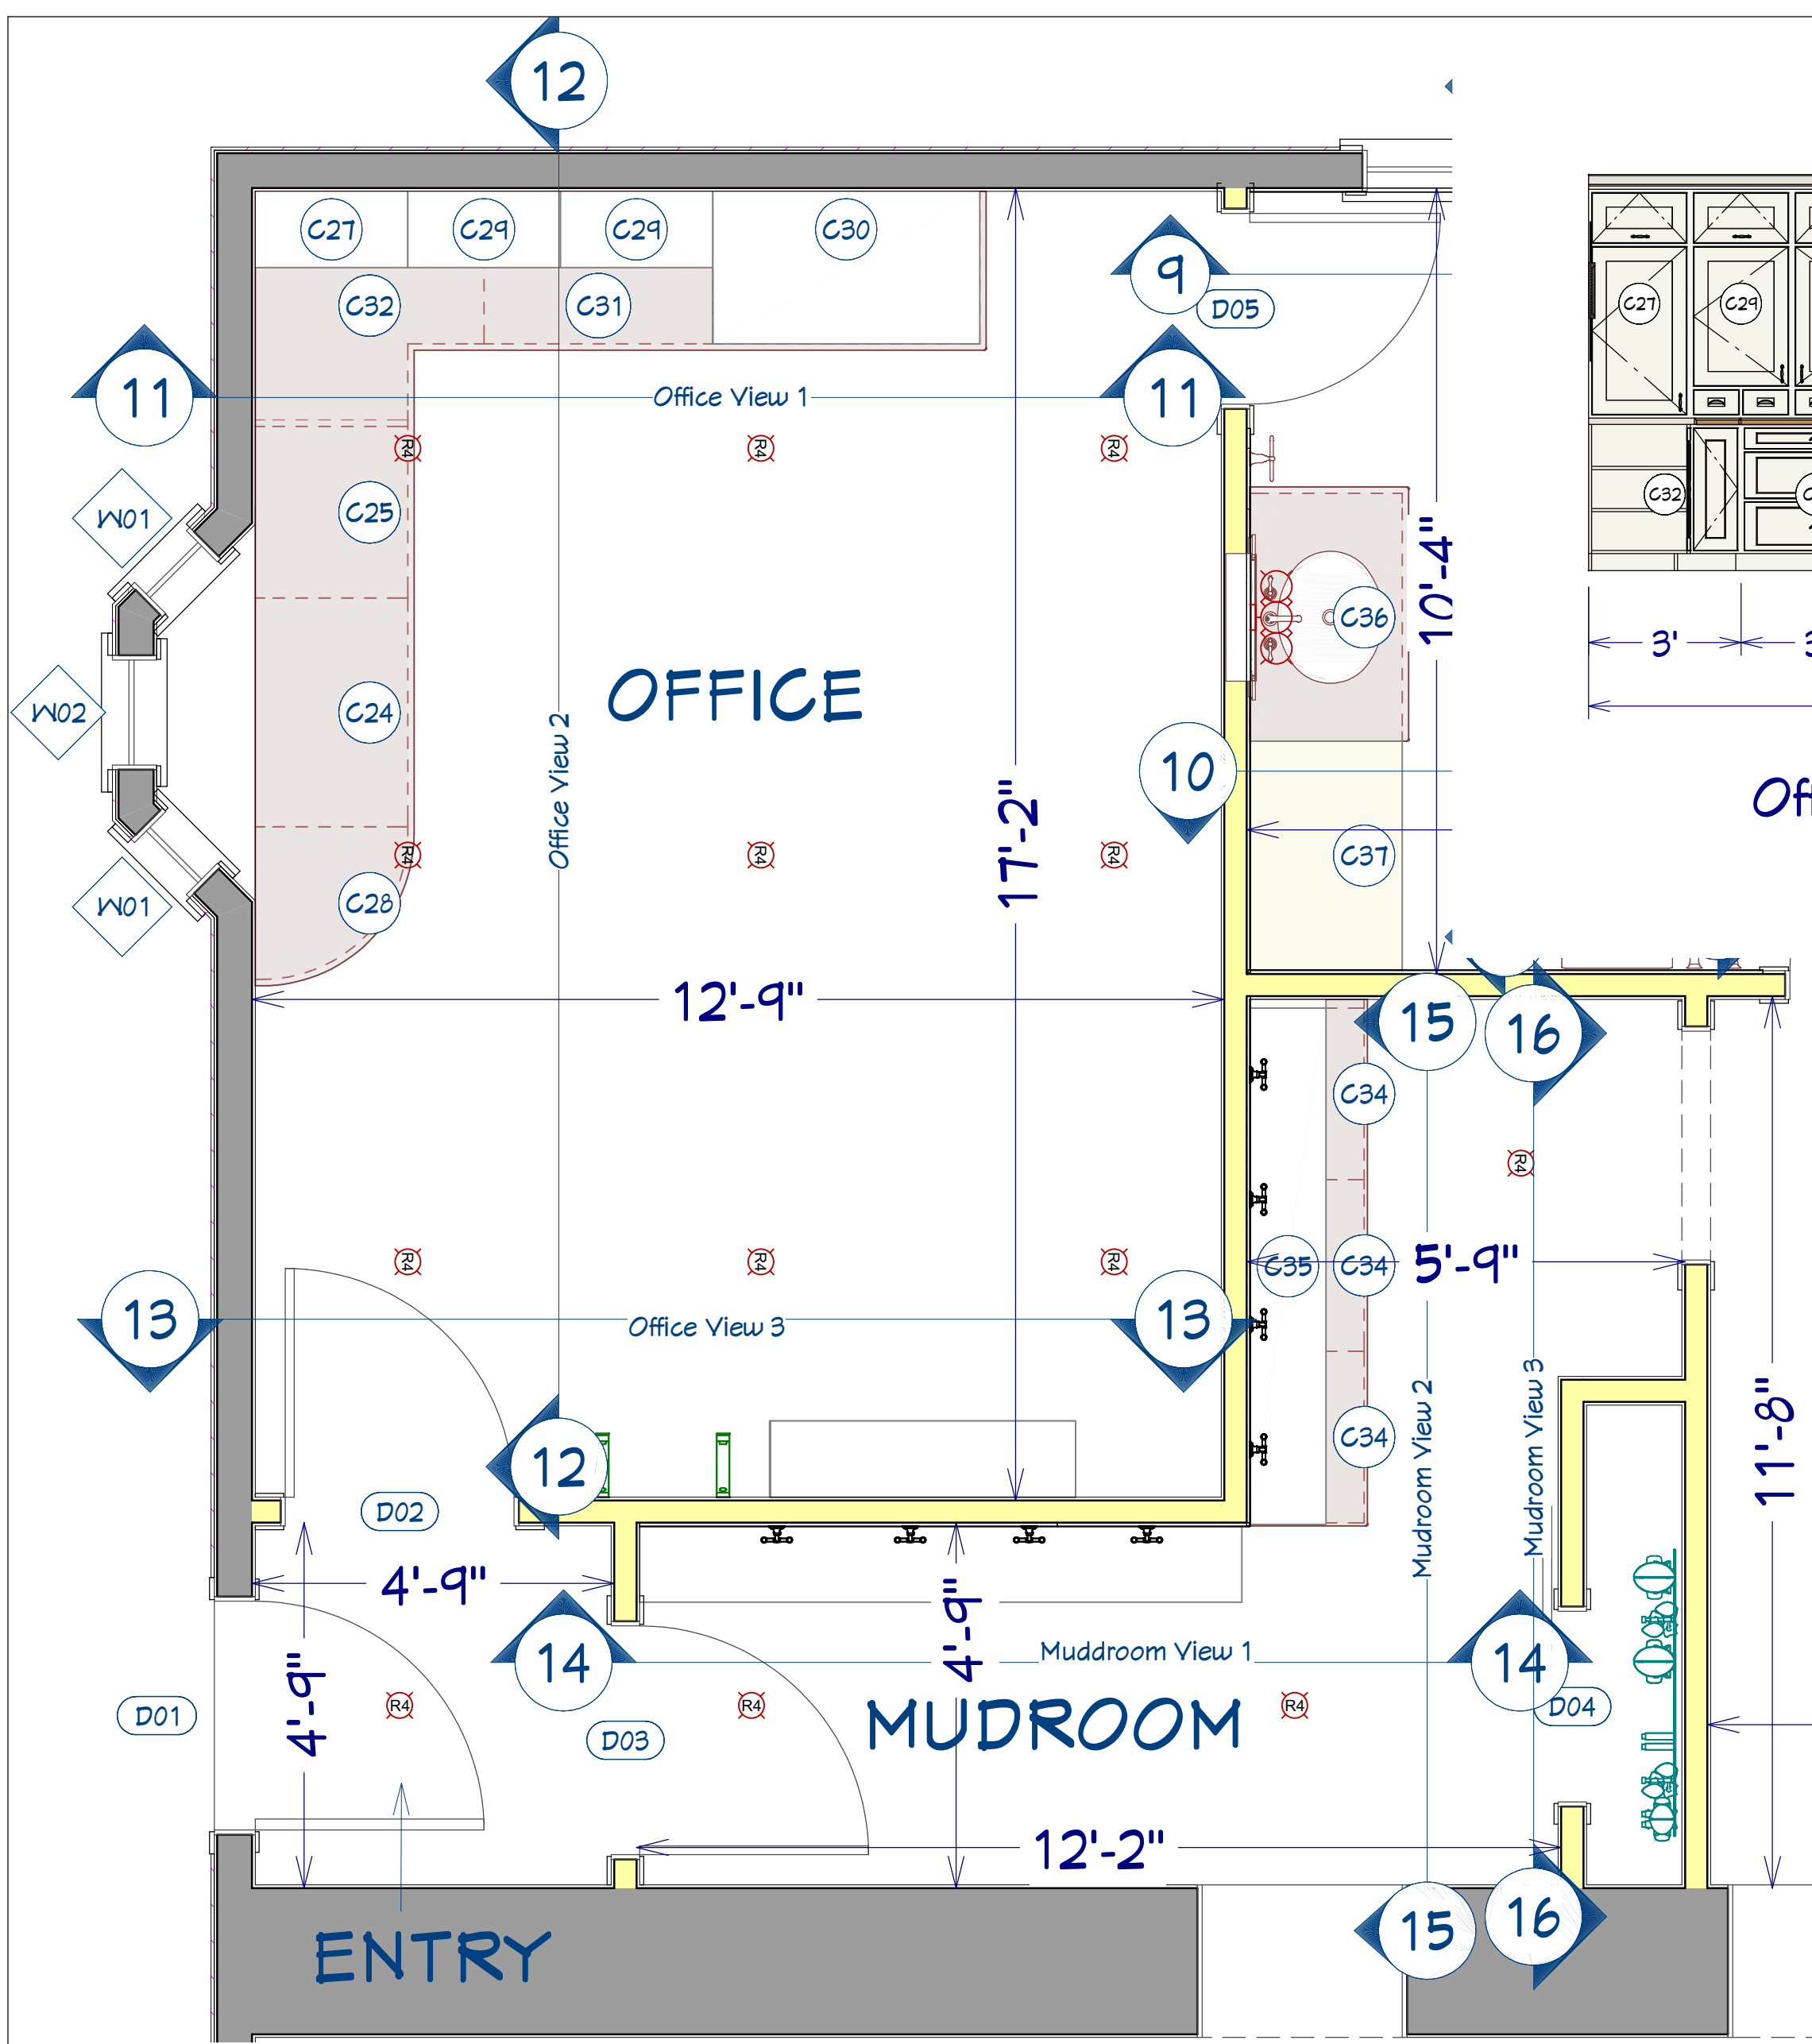 12
C27
C29
C29
C30
C32
C31
9
D05
11
Office View 1
11
R4
R4
R4
W01
C25
W02
C24
OFFICE
Office View 2
17'-2"
10'-4"
C36
10
C37
C27
C29
C32
3'
R4
R4
R4
W01
C28
12'-9"
15
16
C34
R4
C35
C34
5'-9"
R4
R4
R4
13
Office View 3
13
C34
Mudroom View 2
Mudroom View 3
11'-8"
12
D02
4'-9"
4'-9"
4'-9"
14
Muddroom View 1
14
D01
R4
R4
R4
D04
D03
MUDROOM
12'-2"
ENTRY
15
16